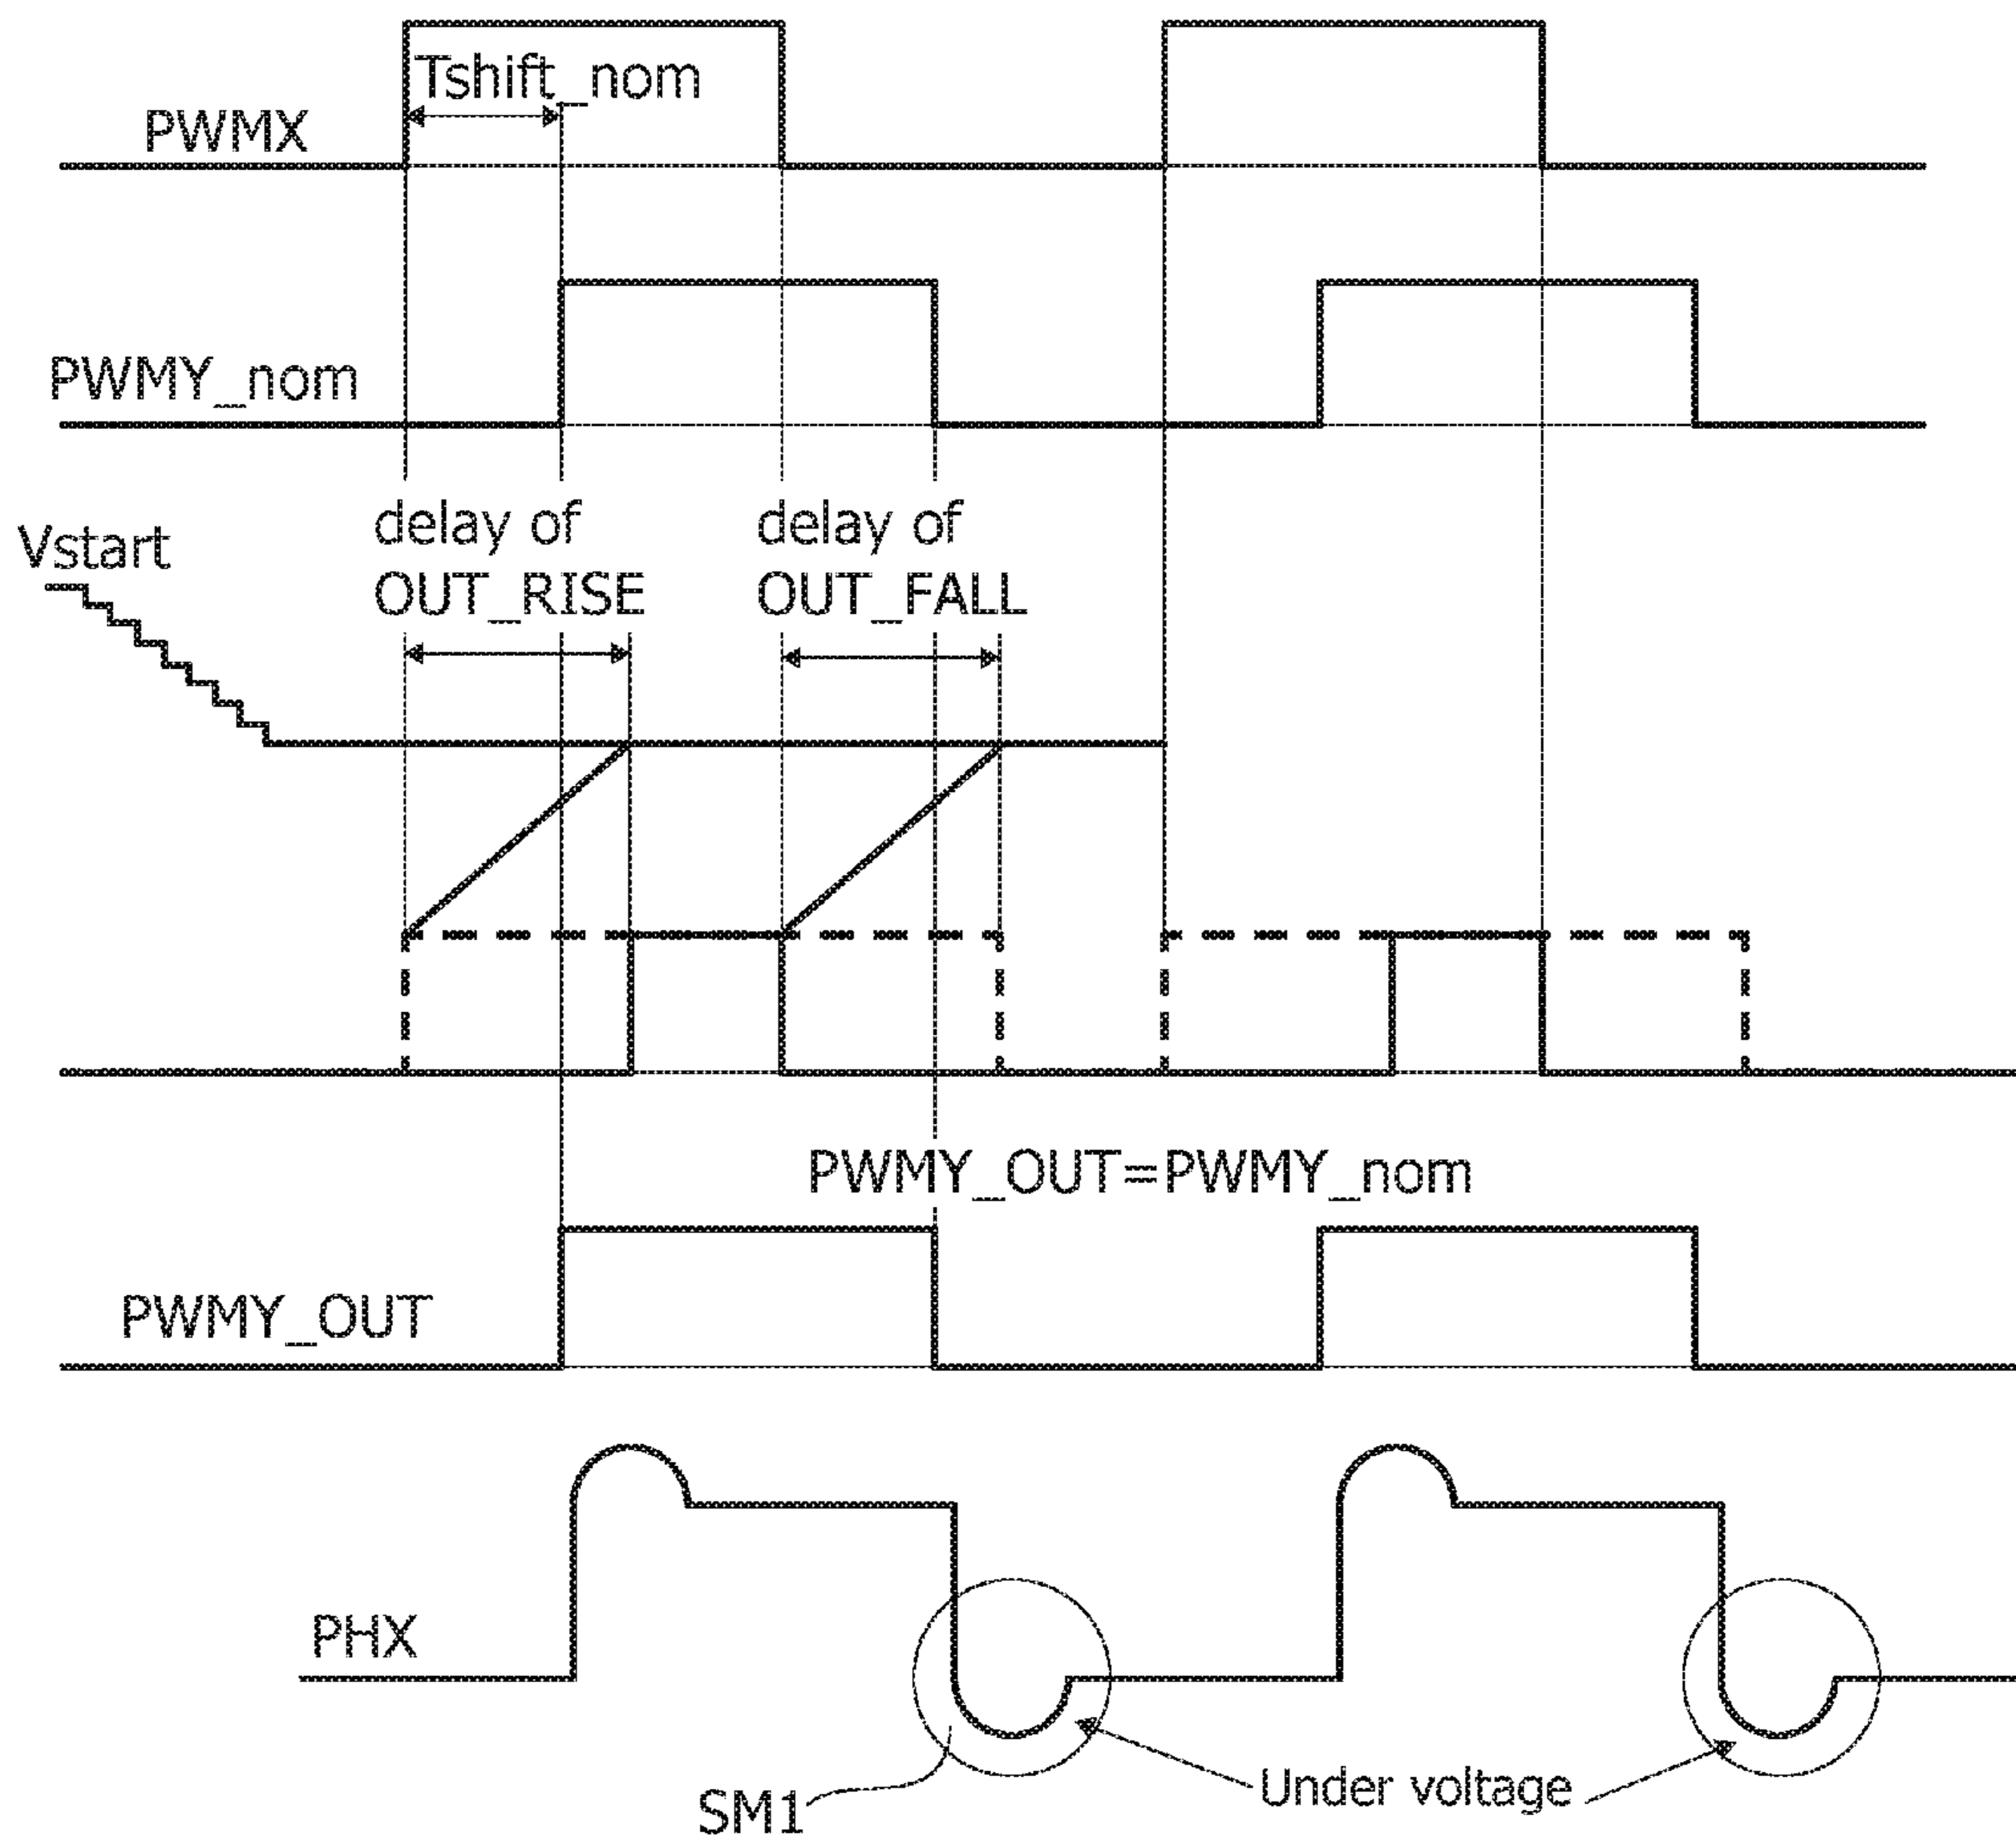 Tshift_nom
PWMX
PWMY_nom
Vstart
delay of
OUT_RISE
delay of
OUT_FALL
PWMY_OUT=PWMY_nom
PWMY_OUT
PHX
SM1
Under voltage